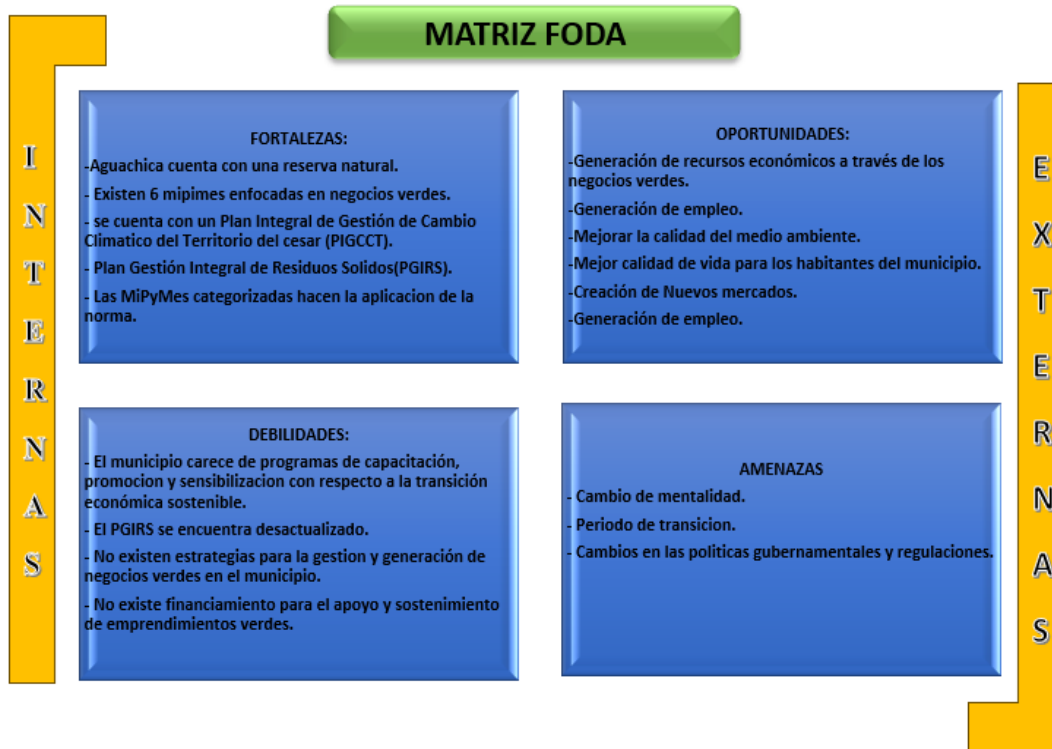 MATRIZ FODA
INTERNAS
FORTALEZAS:
-Aguachica cuenta con una reserva natural.
- Existen 6 mipimes enfocadas en negocios verdes.
- se cuenta con un Plan Integral de Gestión de Cambio
Climatico del Territorio del cesar (PIGCCT).
- Plan Gestión Integral de Residuos Solidos(PGIRS).
- Las MiPyMes categorizadas hacen la aplicacion de la
norma.
OPORTUNIDADES:
-Generación de recursos económicos a través de los
negocios verdes.
-Generación de empleo.
-Mejorar la calidad del medio ambiente.
-Mejor calidad de vida para los habitantes del municipio.
-Creación de Nuevos mercados.
-Generación de empleo.
DEBILIDADES:
- El municipio carece de programas de capacitación,
promocion y sensibilizacion con respecto a la transición
económica sostenible.
- El PGIRS se encuentra desactualizado.
- No existen estrategias para la gestion y generación de
negocios verdes en el municipio.
- No existe financiamiento para el apoyo y sostenimiento
de emprendimientos verdes.
AMENAZAS
- Cambio de mentalidad.
- Periodo de transicion.
- Cambios en las politicas gubernamentales y regulaciones.
EXTERNAS